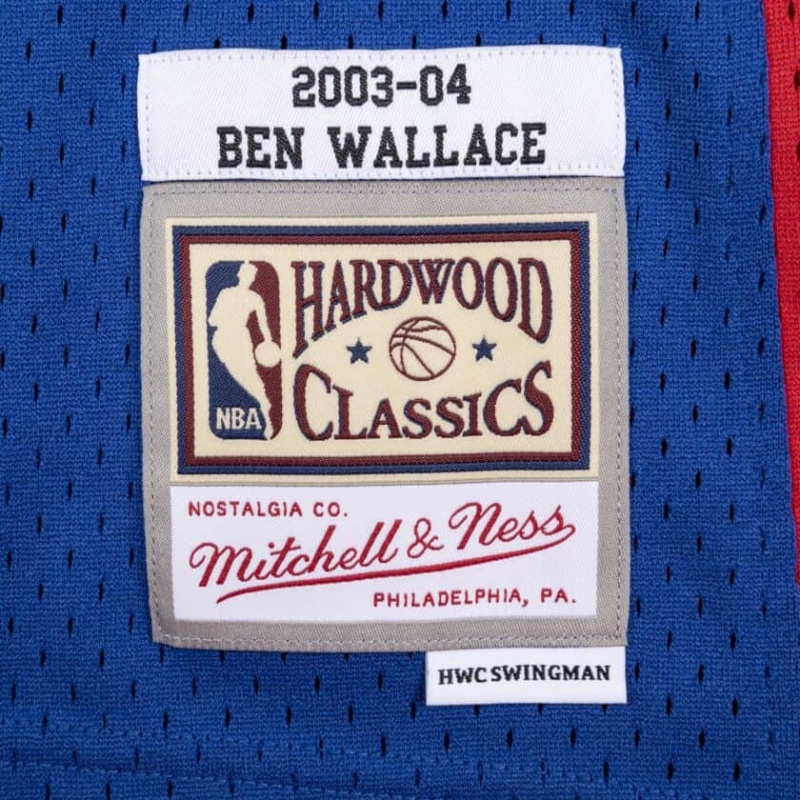 2003-04
BEN WALLACE
HARDWOOD
CLASSICS
NBA
NOSTALGIA CO.
Mitchell & Ness
PHILADELPHIA, PA.
HWC SWINGMAN